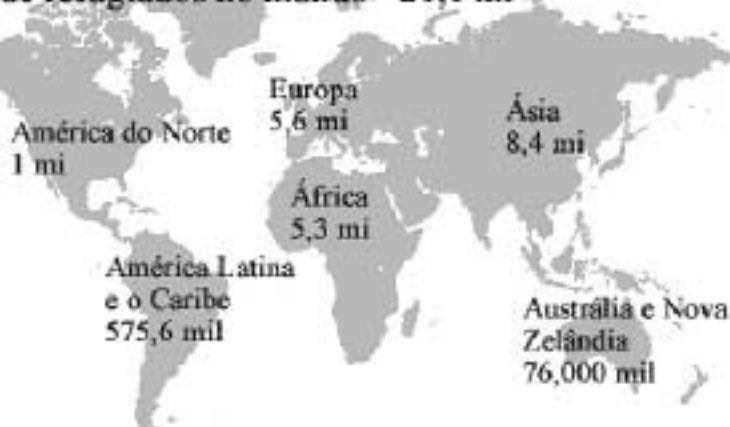 América do Norte
1 mi
Europa
5,6 mi
Ásia
8,4 mi
África
5,3 mi
América Latina
e o Caribe
575,6 mil
Austrália e Nova
Zelândia
76,000 mil